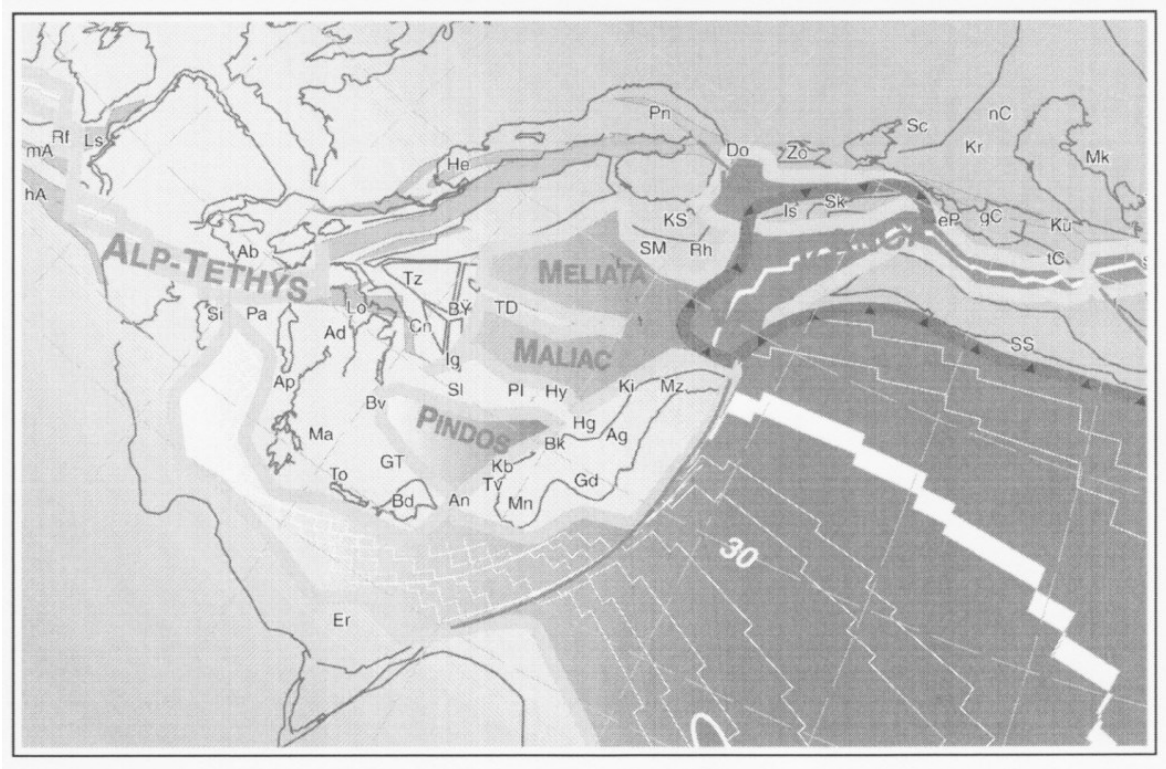 Pn
Sc
nC
Rf
Ls
mA
Do
Zo
Kr
Mk
He
hA
Is
Sk
KS
eP
gC
Kü
SM
Rh
tC
Ab
ALP-TETHYS
MELIATA
Tz
Si
Pa
Lo
BY
TD
Ad
Cn
MALIAC
SS
Ig
Ap
Sl
Pl
Hy
Ki
Mz
Bv
PINDOS
Hg
Ma
Bk
Ag
GT
Kb
To
Tv
Gd
Bd
An
Mn
30
Er
0